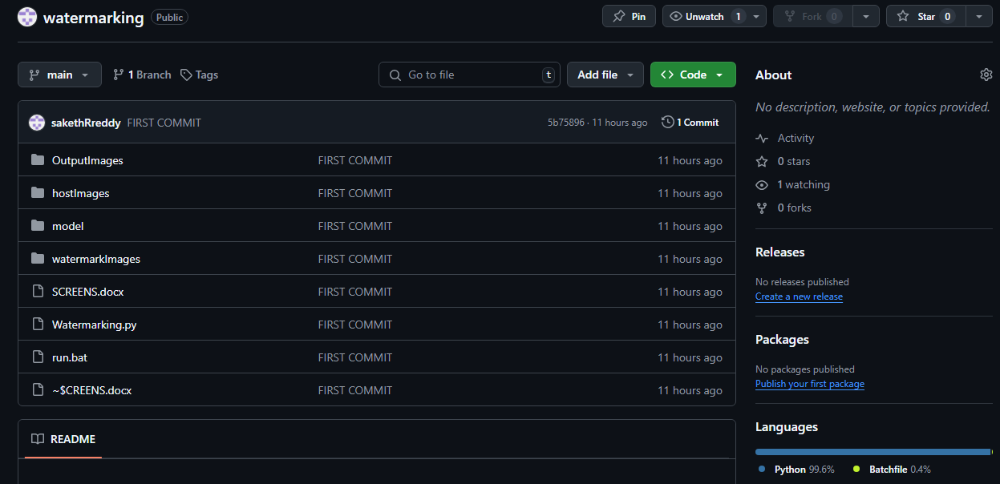 watermarking Public Pin Unwatch 1 Fork 0 Star 0
main 1 Branch Tags Go to file t Add file <> Code
sakethRreddy FIRST COMMIT 5b75896 · 11 hours ago 1 Commit
OutputImages FIRST COMMIT 11 hours ago
hostImages FIRST COMMIT 11 hours ago
model FIRST COMMIT 11 hours ago
watermarkImages FIRST COMMIT 11 hours ago
SCREENS.docx FIRST COMMIT 11 hours ago
Watermarking.py FIRST COMMIT 11 hours ago
run.bat FIRST COMMIT 11 hours ago
~$CREENS.docx FIRST COMMIT 11 hours ago
README
About
No description, website, or topics provided.
Activity
0 stars
1 watching
0 forks
Releases
No releases published
Create a new release
Packages
No packages published
Publish your first package
Languages
Python 99.6% Batchfile 0.4%